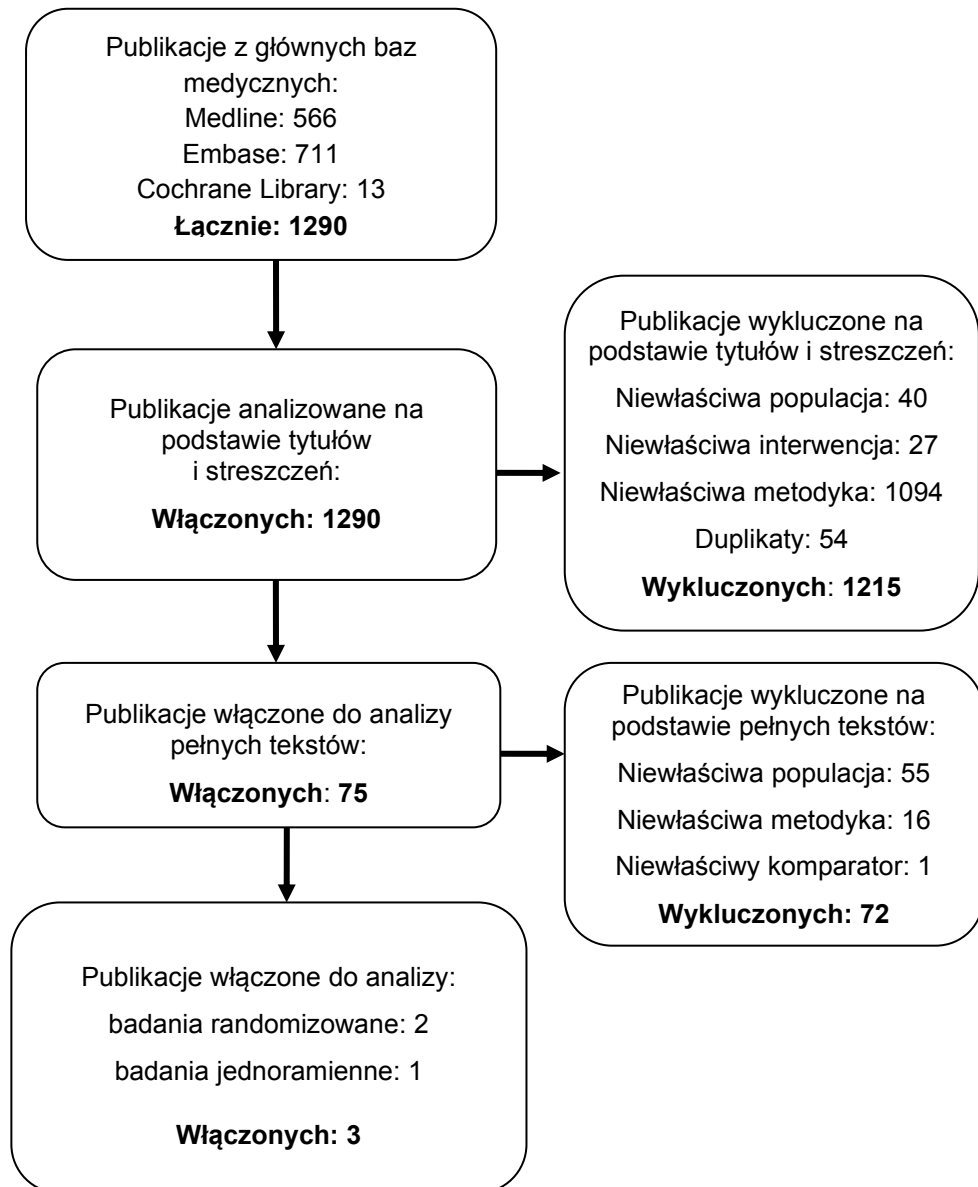 Publikacje z głównych baz
medycznych:
Medline: 566
Embase: 711
Cochrane Library: 13
Łącznie: 1290
Publikacje analizowane na
podstawie tytułów
i streszczeń:
Włączonych: 1290
Publikacje wykluczone na
podstawie tytułów i streszczeń:
Niewłaściwa populacja: 40
Niewłaściwa interwencja: 27
Niewłaściwa metodyka: 1094
Duplikaty: 54
Wykluczonych: 1215
Publikacje włączone do analizy
pełnych tekstów:
Włączonych: 75
Publikacje wykluczone na
podstawie pełnych tekstów:
Niewłaściwa populacja: 55
Niewłaściwa metodyka: 16
Niewłaściwy komparator: 1
Wykluczonych: 72
Publikacje włączone do analizy:
badania randomizowane: 2
badania jednoramienne: 1
Włączonych: 3